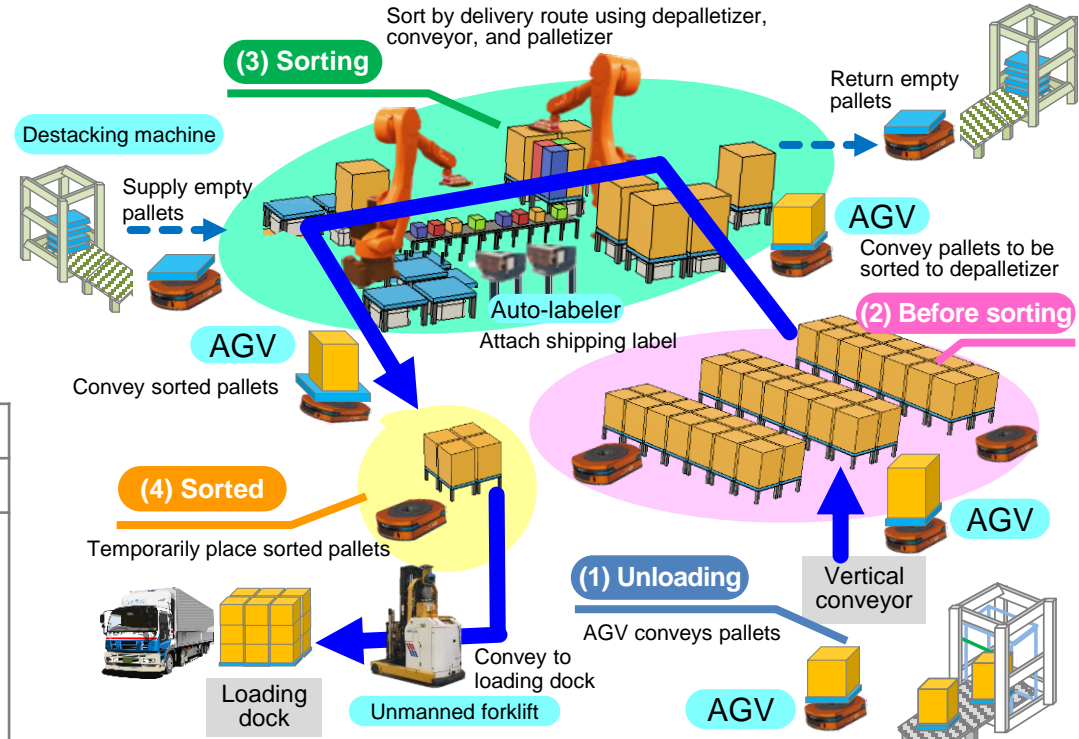 Sort by delivery route using depalletizer,
conveyor, and palletizer
(3) Sorting
Return empty
pallets
Destacking machine
Supply empty
pallets
AGV
Convey pallets to be
sorted to depalletizer
Auto-labeler
Attach shipping label
(2) Before sorting
AGV
Convey sorted pallets
(4) Sorted
Temporarily place sorted pallets
AGV
(1) Unloading
Vertical
conveyor
AGV conveys pallets
Convey to
loading dock
Loading
dock
Unmanned forklift
AGV